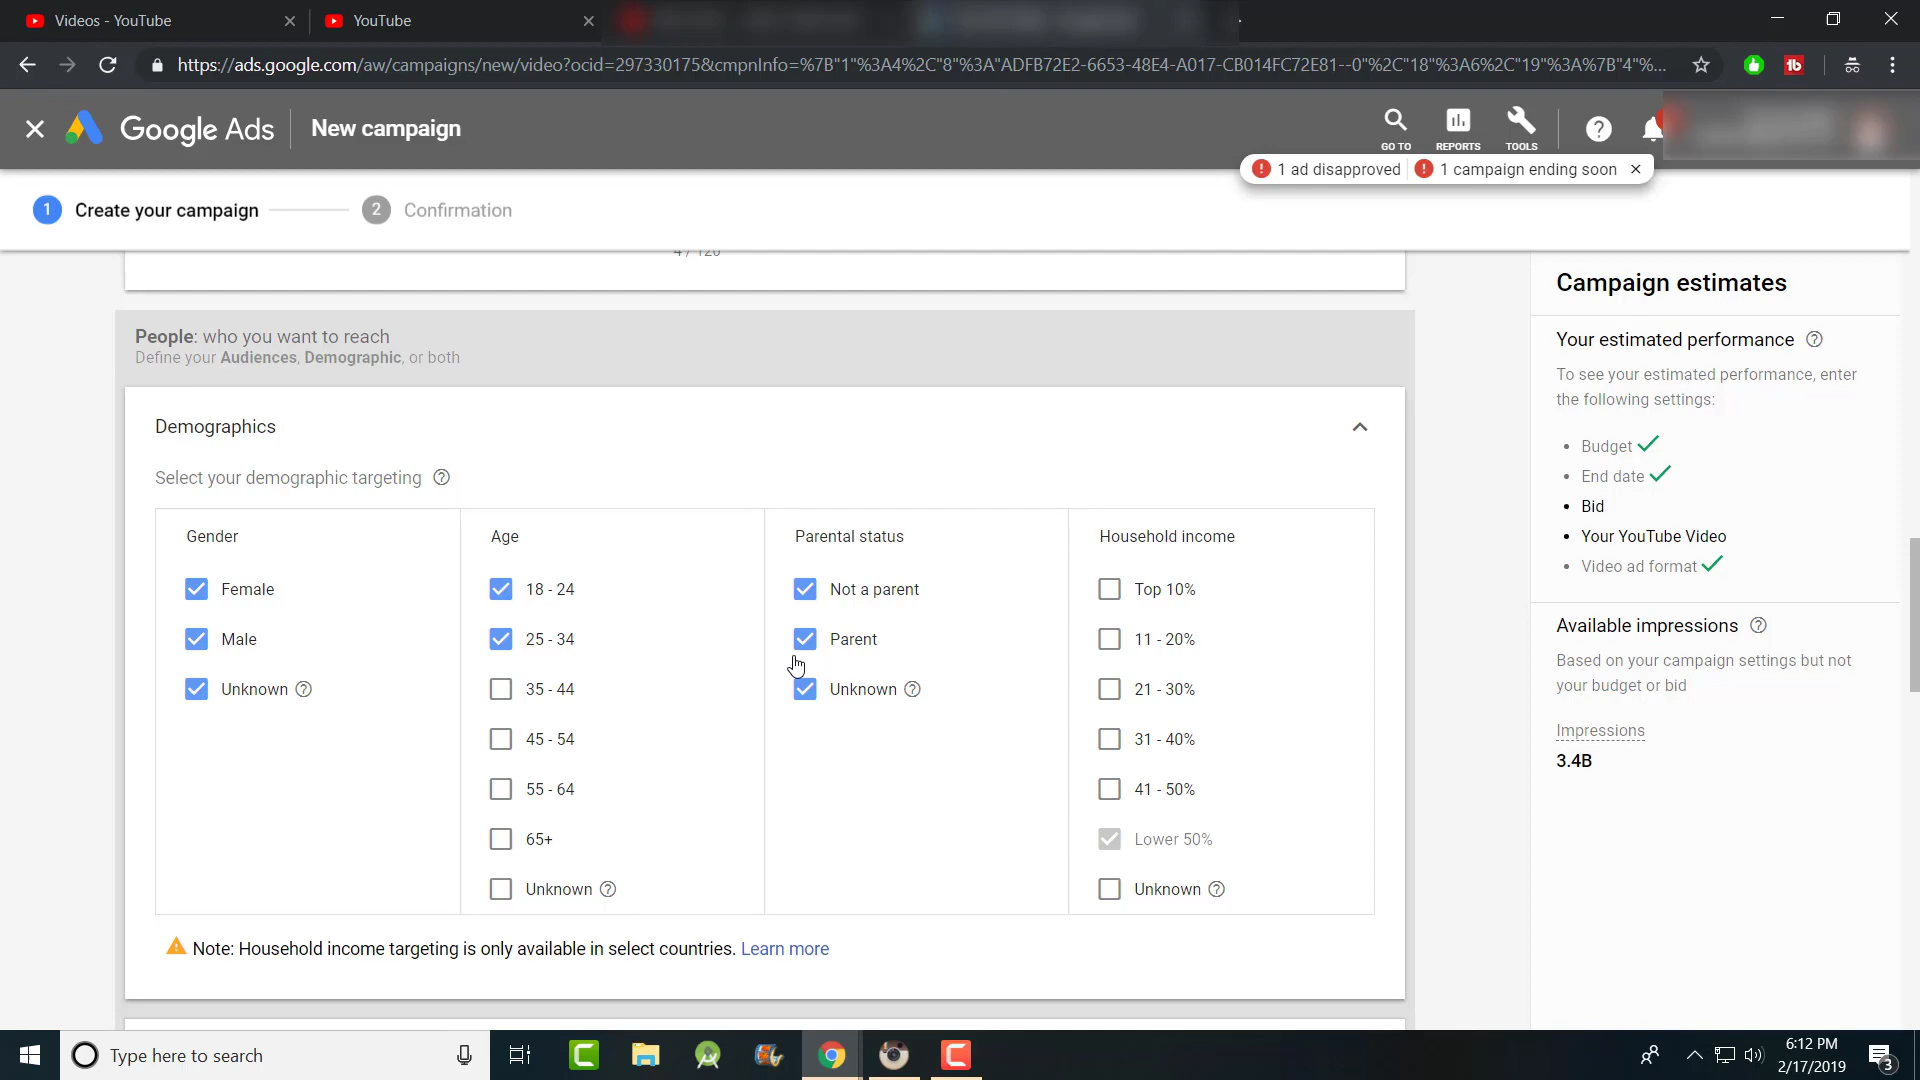 Videos - YouTube
YouTube
https://ads.google.com/aw/campaigns/new/video?ocid=297330175&cmpnInfo=%7B"1"%3A4%2C"8"%3A"ADFB72E2-6653-48E4-A017-CB014FC72E81--0"%2C"18"%3A6%2C"19"%3A%7B"4"%...
Google Ads
New campaign
GO TO
REPORTS
TOOLS
1 ad disapproved
1 campaign ending soon
1 Create your campaign
2 Confirmation
4 / 120
People: who you want to reach
Define your Audiences, Demographic, or both
Demographics
Select your demographic targeting
Gender
Female
Male
Unknown
Age
18 - 24
25 - 34
35 - 44
45 - 54
55 - 64
65+
Unknown
Parental status
Not a parent
Parent
Unknown
Household income
Top 10%
11 - 20%
21 - 30%
31 - 40%
41 - 50%
Lower 50%
Unknown
Note: Household income targeting is only available in select countries. Learn more
Campaign estimates
Your estimated performance
To see your estimated performance, enter
the following settings:
• Budget
• End date
• Bid
• Your YouTube Video
• Video ad format
Available impressions
Based on your campaign settings but not
your budget or bid
Impressions
3.4B
Type here to search
6:12 PM
2/17/2019
3